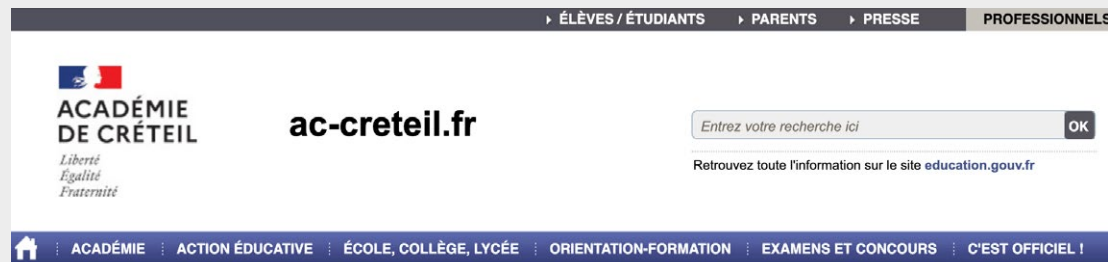 ÉLÈVES / ÉTUDIANTS PARENTS PRESSE PROFESSIONNELS
ACADÉMIE
DE CRÉTEIL
Liberté
Égalité
Fraternité
ac-creteil.fr
Entrez votre recherche ici OK
Retrouvez toute l'information sur le site education.gouv.fr
ACADÉMIE ACTION ÉDUCATIVE ÉCOLE, COLLÈGE, LYCÉE ORIENTATION-FORMATION EXAMENS ET CONCOURS C'EST OFFICIEL !